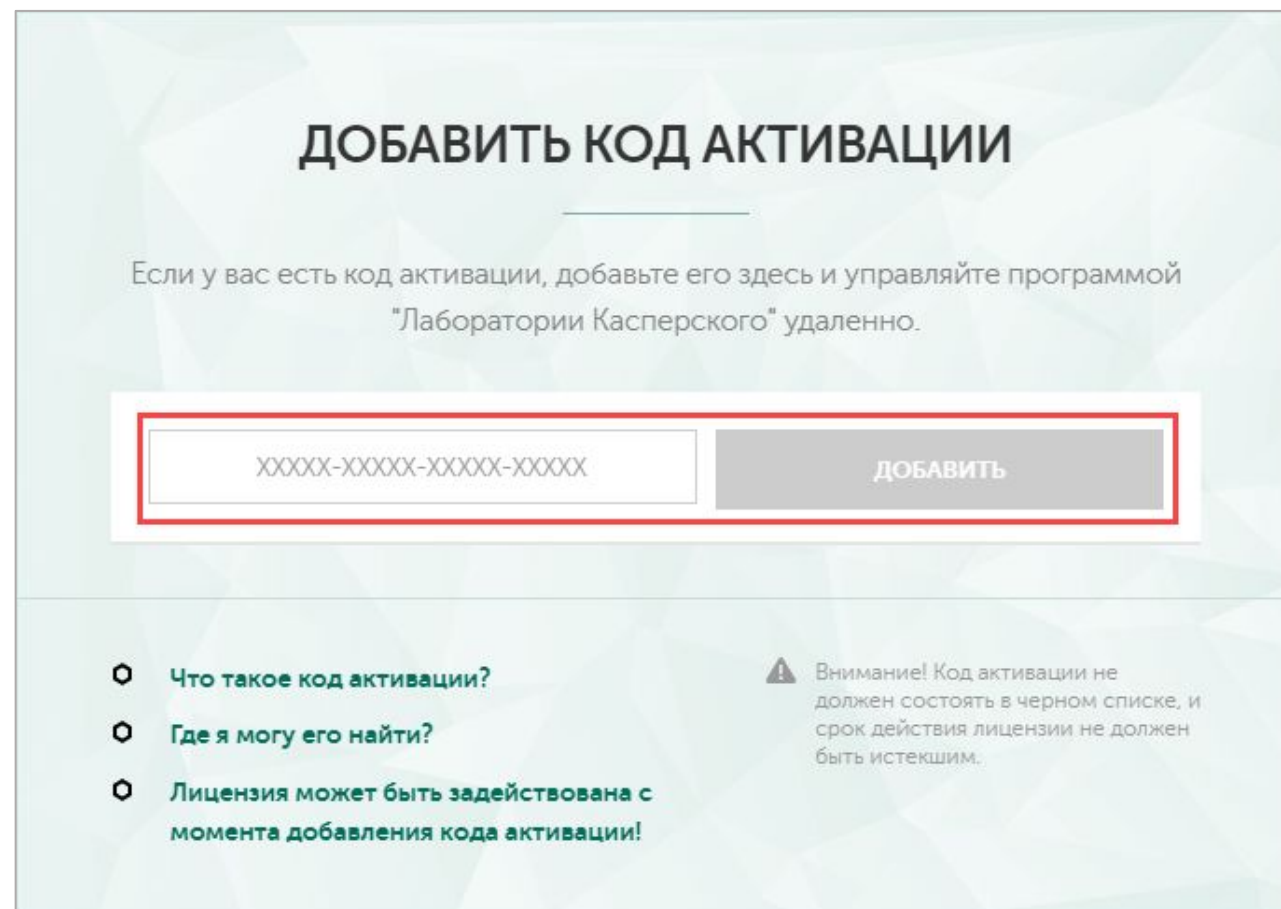 ДОБАВИТЬ КОД АКТИВАЦИИ
Если у вас есть код активации, добавьте его здесь и управляйте программой
"Лаборатории Касперского" удаленно.
XXXXX-XXXXX-XXXXX-XXXXX
ДОБАВИТЬ
Что такое код активации?
Где я могу его найти?
Лицензия может быть задействована с
момента добавления кода активации!
Внимание! Код активации не
должен состоять в черном списке, и
срок действия лицензии не должен
быть истекшим.